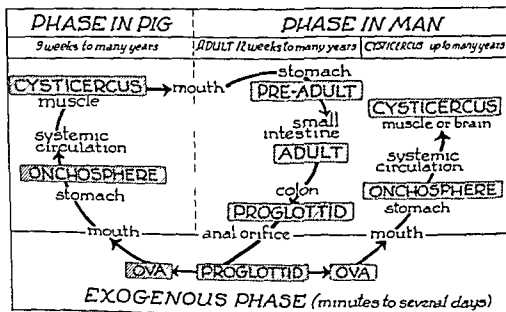 PHASE IN PIG
PHASE IN MAN
9 weeks to many years
ADULT 12 weeks to many years
CYSTICERCUS up to many years
CYSTICERCUS
muscle
mouth
stomach
PRE-ADULT
small
intestine
ADULT
colon
PROGLOTTID
anal orifice
CYSTICERCUS
muscle or brain
systemic
circulation
ONCHOSPHERE
stomach
mouth
systemic
circulation
ONCHOSPHERE
stomach
mouth
OVA
PROGLOTTID
OVA
EXOGENOUS PHASE (minutes to several days)